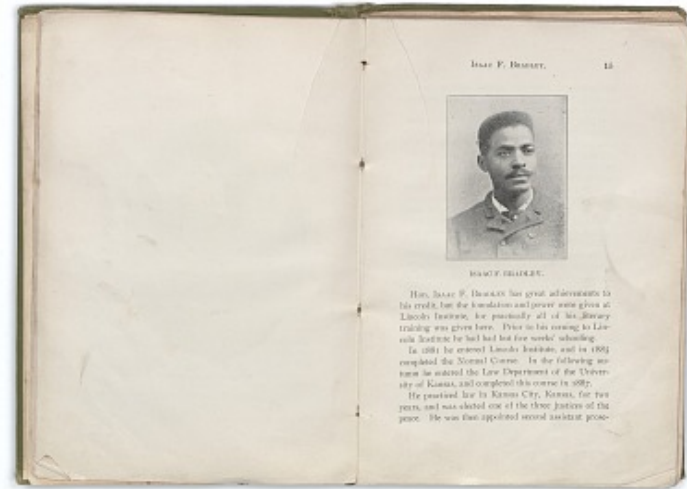 Isaac F. Bradley. 15
ISAAC F. BRADLEY.
Hon. Isaac F. Bradley has great achievements to
his credit, but the foundation and power were given at
Lincoln Institute, for practically all of his literary
training was given here. Prior to his coming to Lin-
coln Institute he had had but few weeks' schooling.
In 1881 he entered Lincoln Institute, and in 1885
completed the Normal Course. In the following au-
tumn he entered the Law Department of the Univer-
sity of Kansas, and completed this course in 1887.
He practiced law in Kansas City, Kansas, for two
years, and was elected one of the three justices of the
peace. He was then appointed second assistant prose-